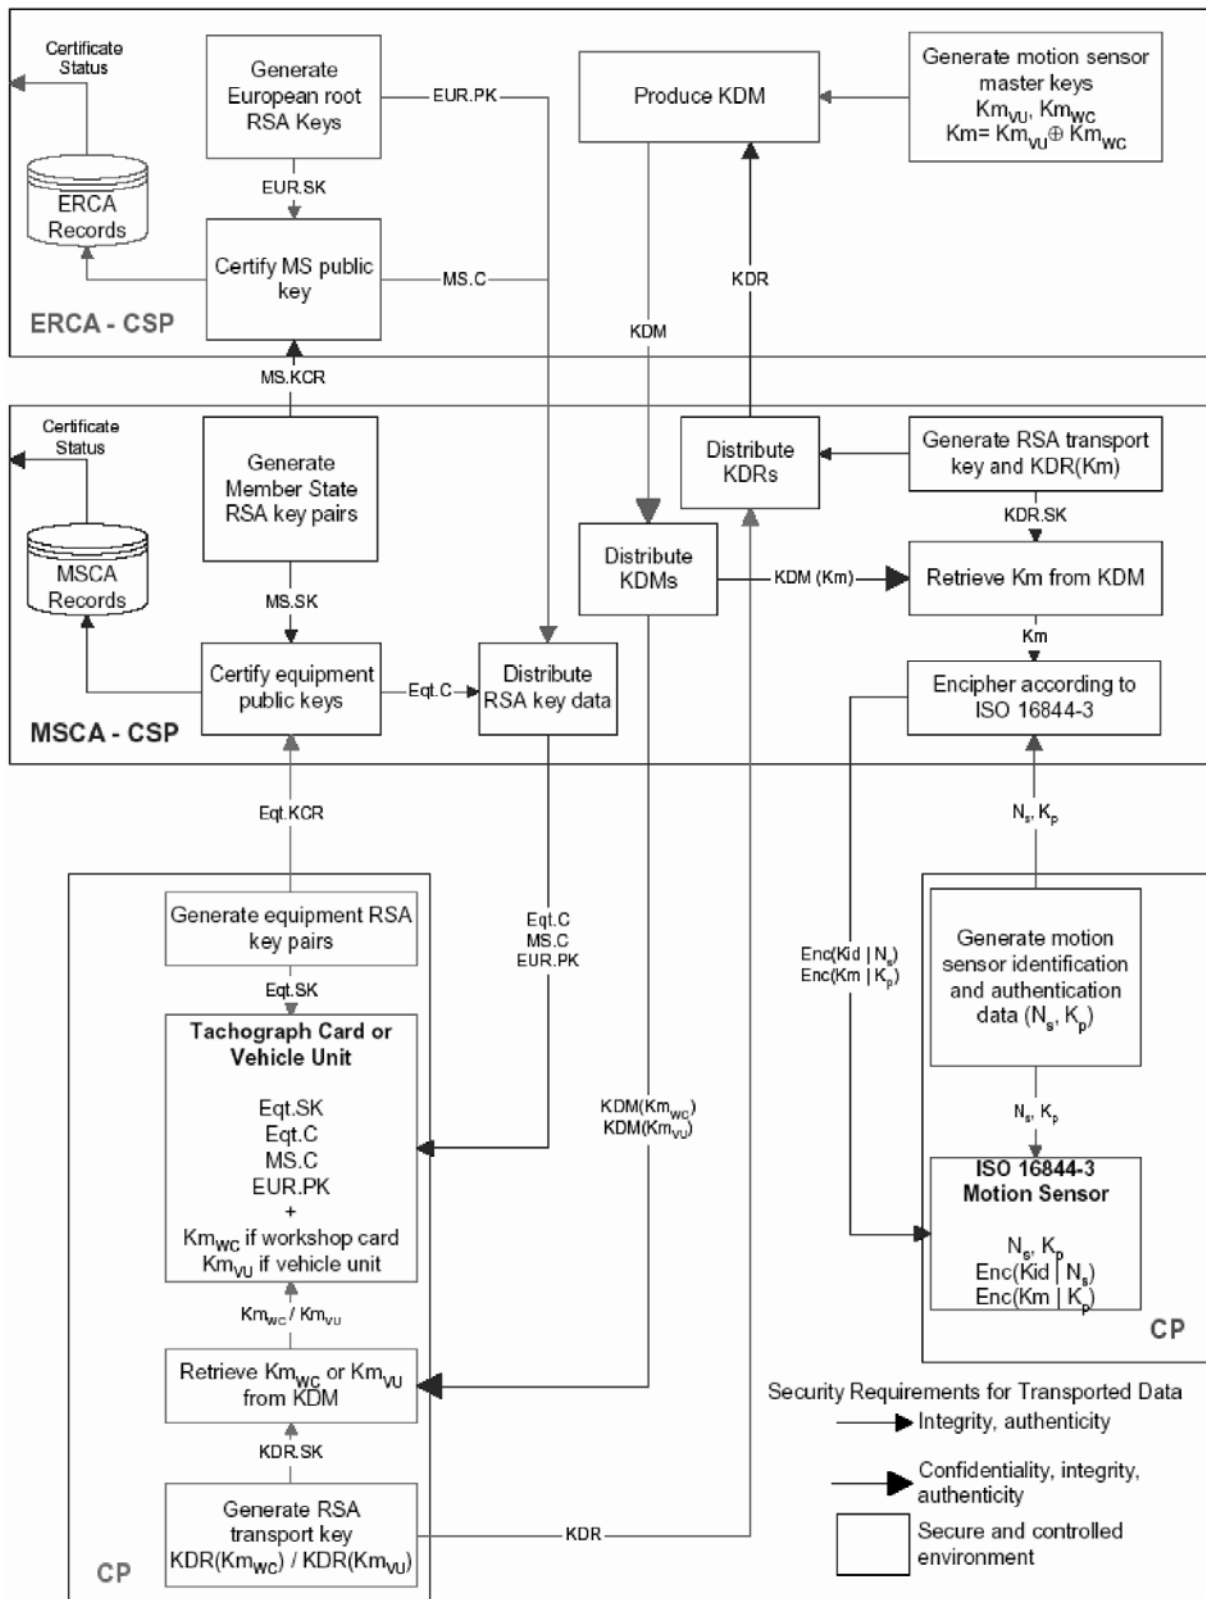 Certificate
Status
Generate
European root
RSA Keys
EUR.PK
Produce KDM
Generate motion sensor
master keys
Km_VU, Km_WC
Km= Km_VU ⊕ Km_WC
EUR.SK
ERCA
Records
Certify MS public
key
MS.C
KDR
KDM
ERCA - CSP
MS.KCR
Certificate
Status
Generate
Member State
RSA key pairs
Distribute
KDRs
Generate RSA transport
key and KDR(Km)
KDR.SK
MSCA
Records
Distribute
KDMs
KDM (Km)
Retrieve Km from KDM
MS.SK
Km
Certify equipment
public keys
Eqt.C
Distribute
RSA key data
Encipher according to
ISO 16844-3
MSCA - CSP
Eqt.KCR
N_s, K_p
Generate equipment RSA
key pairs
Eqt.C
MS.C
EUR.PK
Enc(Kid | N_s)
Enc(Km | K_p)
Generate motion
sensor identification
and authentication
data (N_s, K_p)
Eqt.SK
Tachograph Card or
Vehicle Unit
Eqt.SK
Eqt.C
MS.C
EUR.PK
+
Km_WC if workshop card
Km_VU if vehicle unit
KDM(Km_WC)
KDM(Km_VU)
N_s, K_p
ISO 16844-3
Motion Sensor
N_s, K_p
Enc(Kid | N_s)
Enc(Km | K_p)
CP
Km_WC / Km_VU
Retrieve Km_WC or Km_VU
from KDM
KDR.SK
Generate RSA
transport key
KDR(Km_WC) / KDR(Km_VU)
KDR
CP
Security Requirements for Transported Data
Integrity, authenticity
Confidentiality, integrity,
authenticity
Secure and controlled
environment